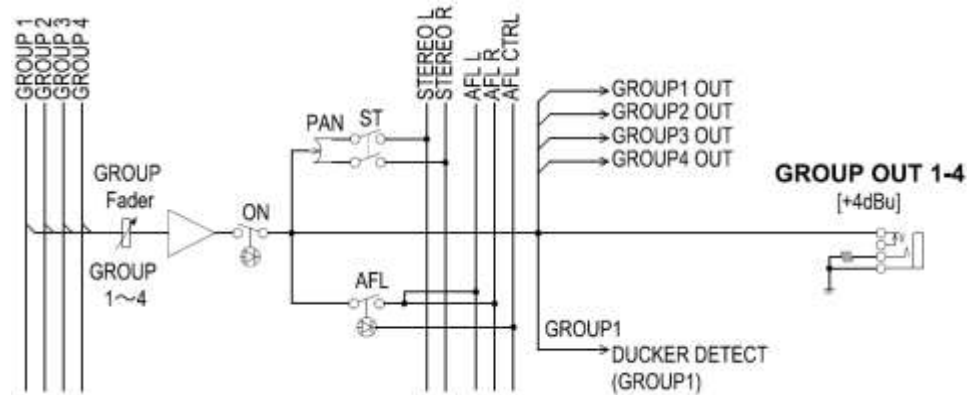 GROUP 1
GROUP 2
GROUP 3
GROUP 4
STEREO L
STEREO R
AFL L
AFL R
AFL CTRL
PAN
ST
GROUP1 OUT
GROUP2 OUT
GROUP3 OUT
GROUP4 OUT
GROUP OUT 1-4
[+4dBu]
GROUP
Fader
ON
GROUP
1〜4
AFL
GROUP1
DUCKER DETECT
(GROUP1)